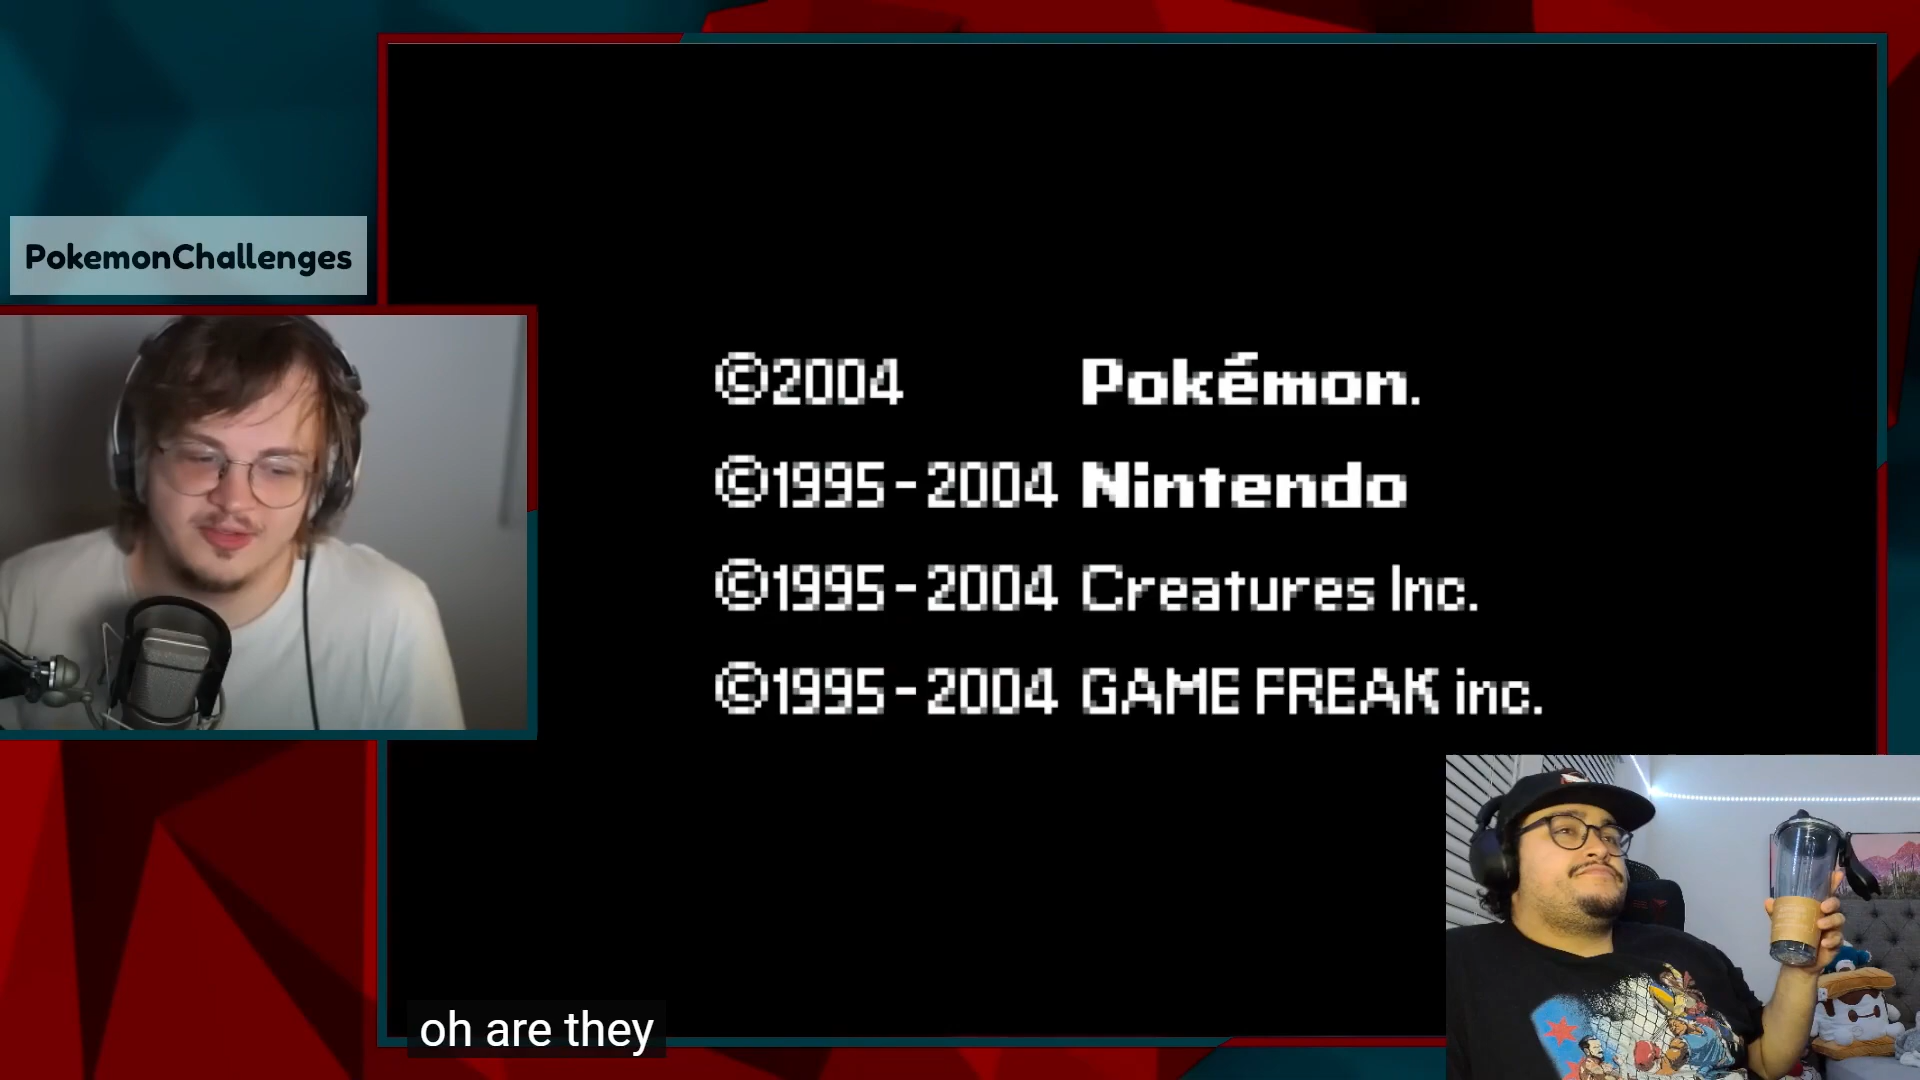 PokemonChallenges
©2004 Pokémon.
©1995-2004 Nintendo
©1995-2004 Creatures Inc.
©1995-2004 GAME FREAK inc.
oh are they